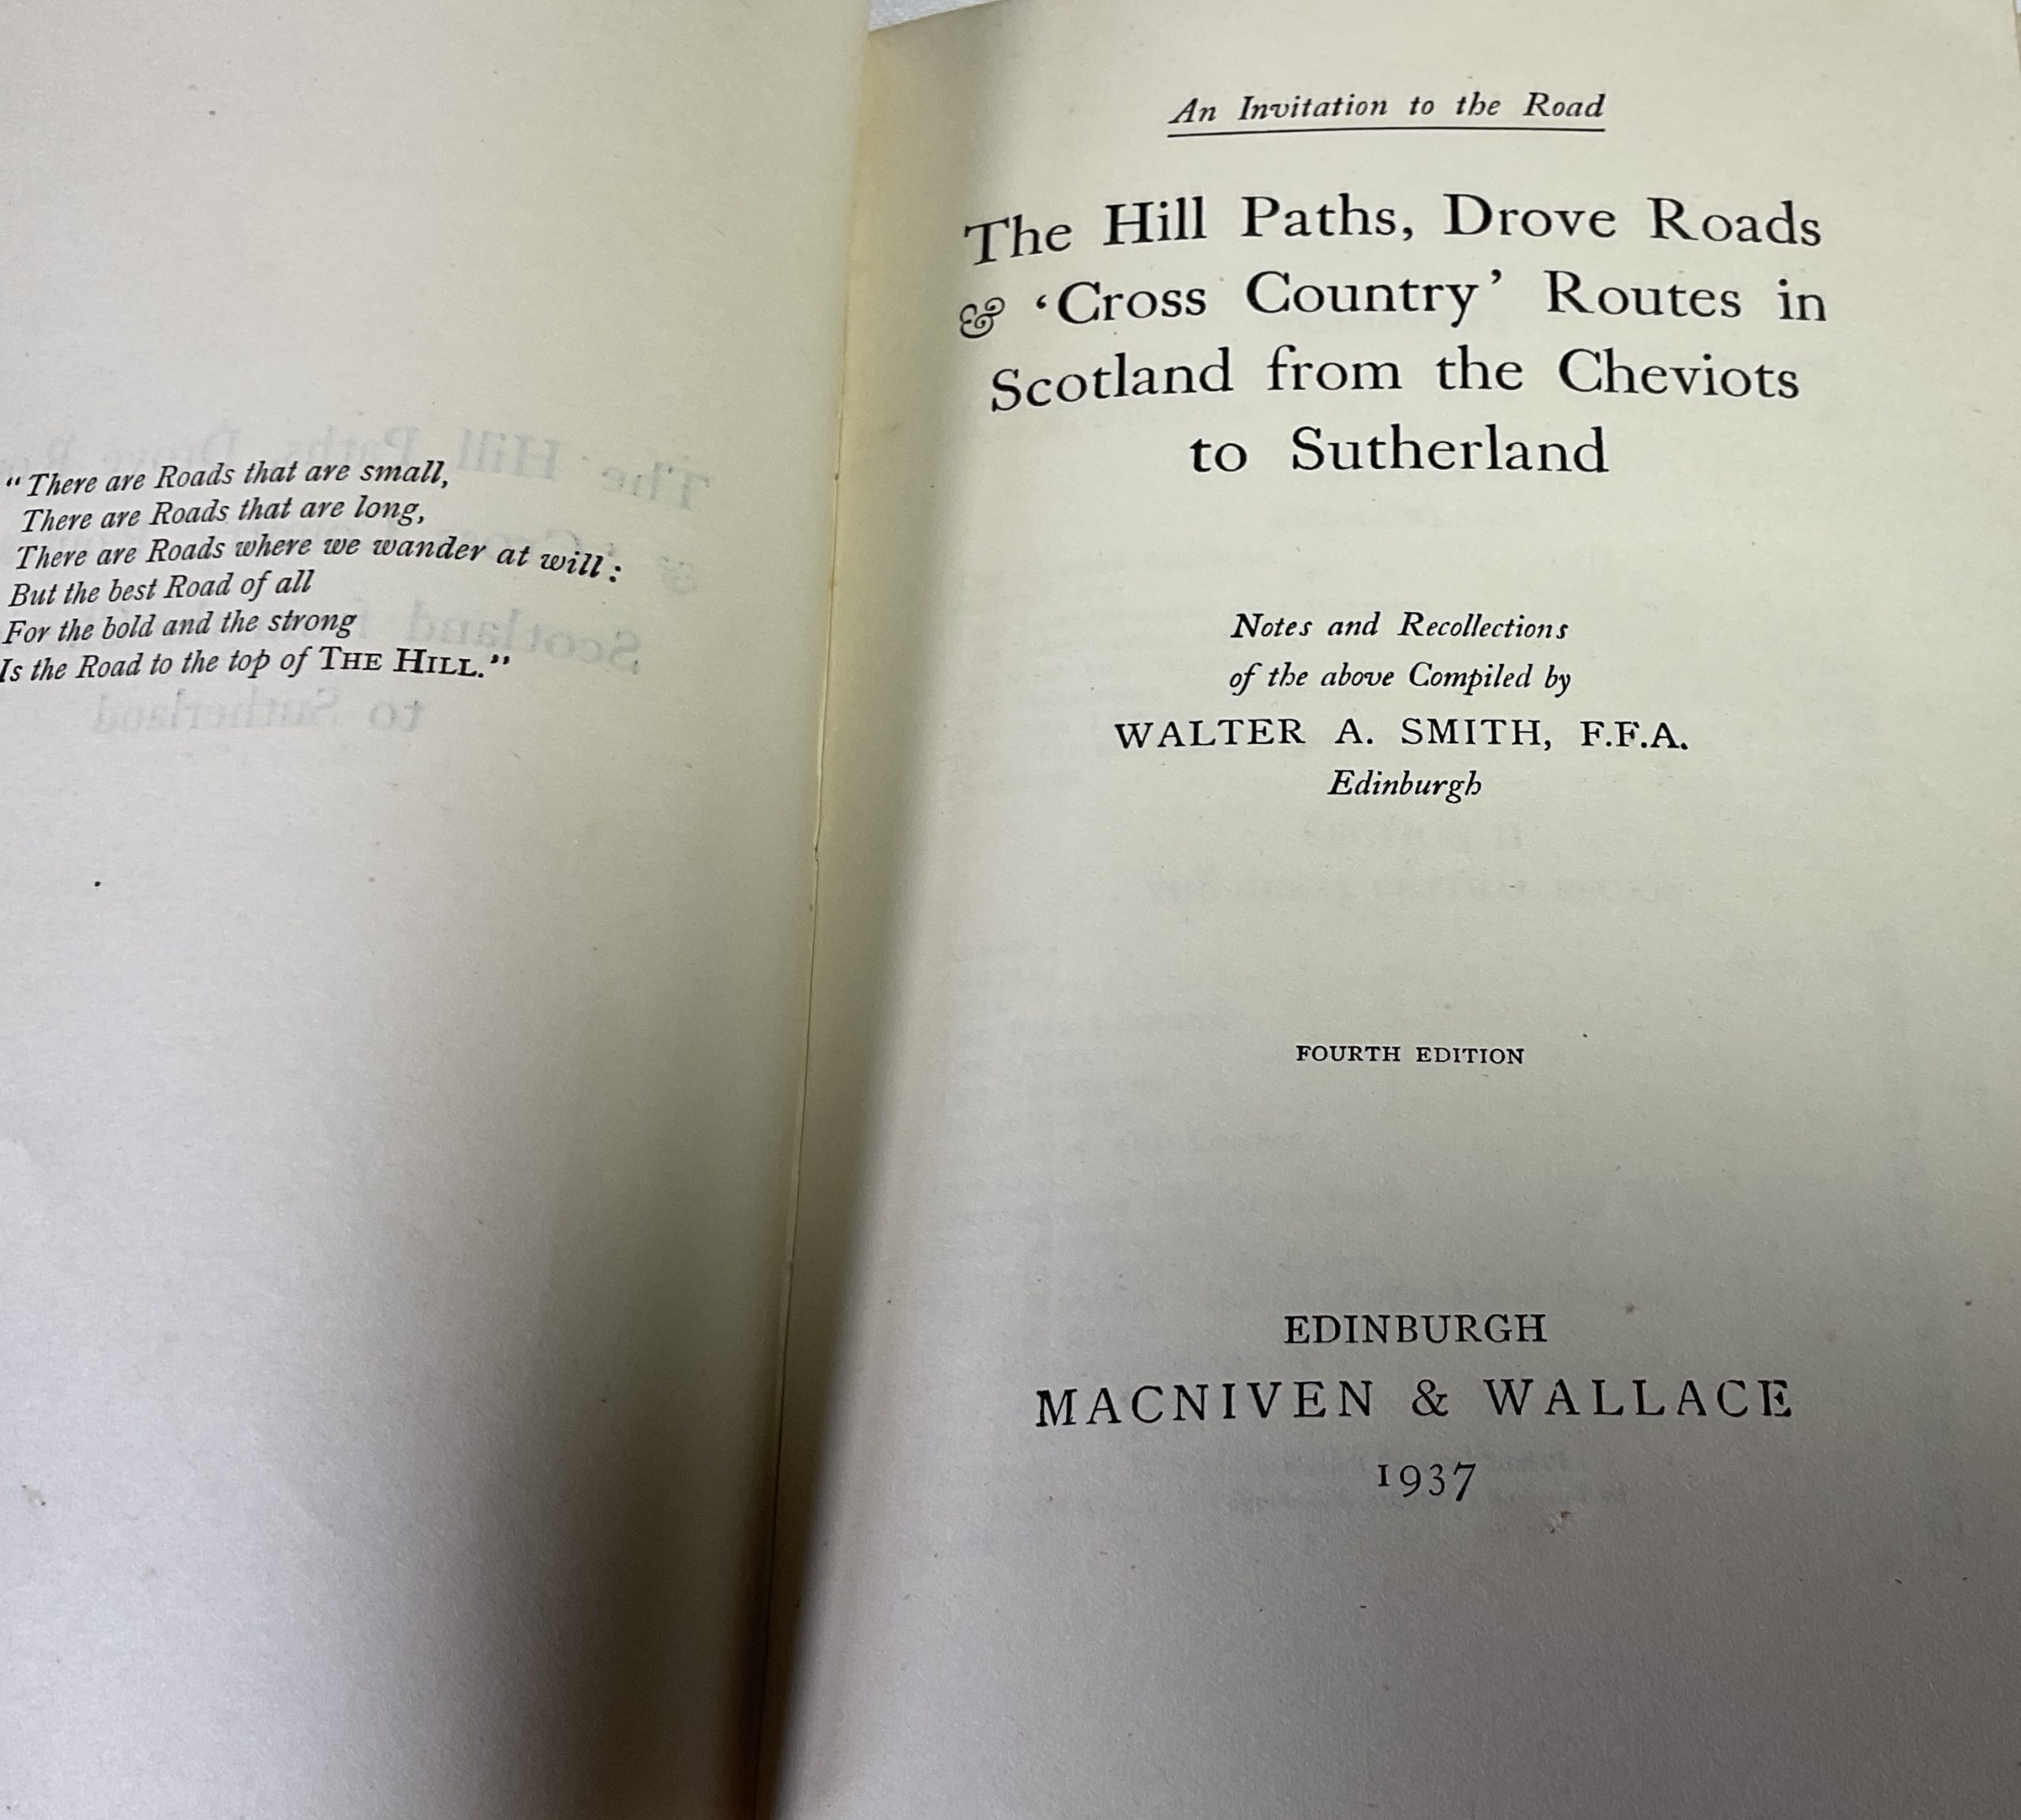 "There are Roads that are small,
There are Roads that are long,
There are Roads where we wander at will:
But the best Road of all
For the bold and the strong
Is the Road to the top of THE HILL."
An Invitation to the Road
The Hill Paths, Drove Roads
& 'Cross Country' Routes in
Scotland from the Cheviots
to Sutherland
Notes and Recollections
of the above Compiled by
WALTER A. SMITH, F.F.A.
Edinburgh
FOURTH EDITION
EDINBURGH
MACNIVEN & WALLACE
1937